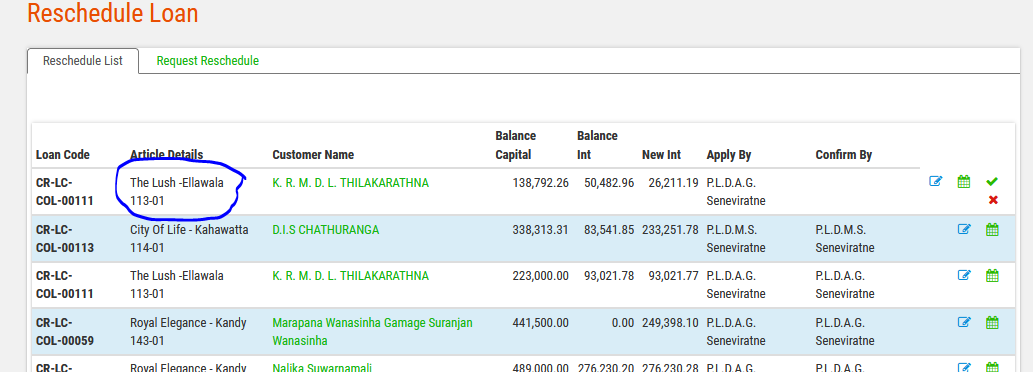 Reschedule Loan
Reschedule List Request Reschedule
Loan Code Article Details Customer Name Balance Capital Balance Int New Int Apply By Confirm By
CR-LC- The Lush -Ellawala K. R. M. D. L. THILAKARATHNA 138,792.26 50,482.96 26,211.19 P.L.D.A.G.
COL-00111 113-01 Seneviratne
CR-LC- City Of Life - Kahawatta D.I.S CHATHURANGA 338,313.31 83,541.85 233,251.78 P.L.D.M.S. P.L.D.M.S.
COL-00113 114-01 Seneviratne Seneviratne
CR-LC- The Lush -Ellawala K. R. M. D. L. THILAKARATHNA 223,000.00 93,021.78 93,021.77 P.L.D.A.G. P.L.D.A.G.
COL-00111 113-01 Seneviratne Seneviratne
CR-LC- Royal Elegance - Kandy Marapana Wanasinha Gamage Suranjan 441,500.00 0.00 249,398.10 P.L.D.A.G. P.L.D.A.G.
COL-00059 143-01 Wanasinha Seneviratne Seneviratne
CR-LC- Royal Elegance - Kandy Nalika Suwarnamali 489,000.00 276,230.20 276,230.28 P.L.D.A.G. P.L.D.A.G.